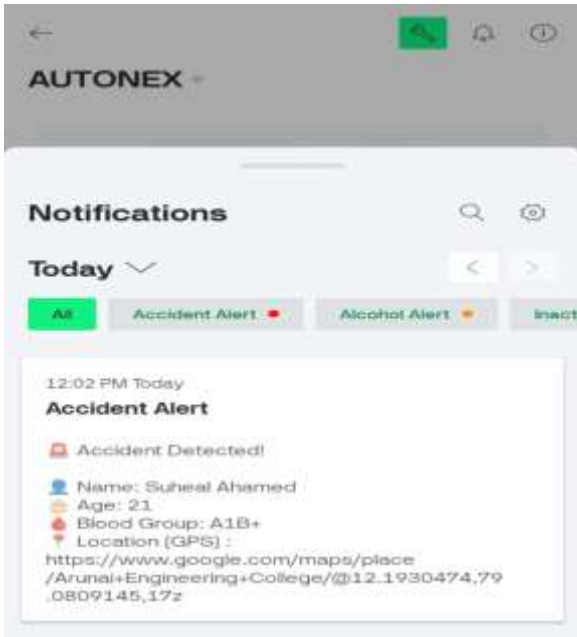 AUTONEX
Notifications
Today
All Accident Alert Alcohol Alert Inact
12:02 PM Today
Accident Alert
Accident Detected!
Name: Suheal Ahamed
Age: 21
Blood Group: A1B+
Location (GPS) :
https://www.google.com/maps/place
/Arunai+Engineering+College/@12.1930474,79
.0809145,17z